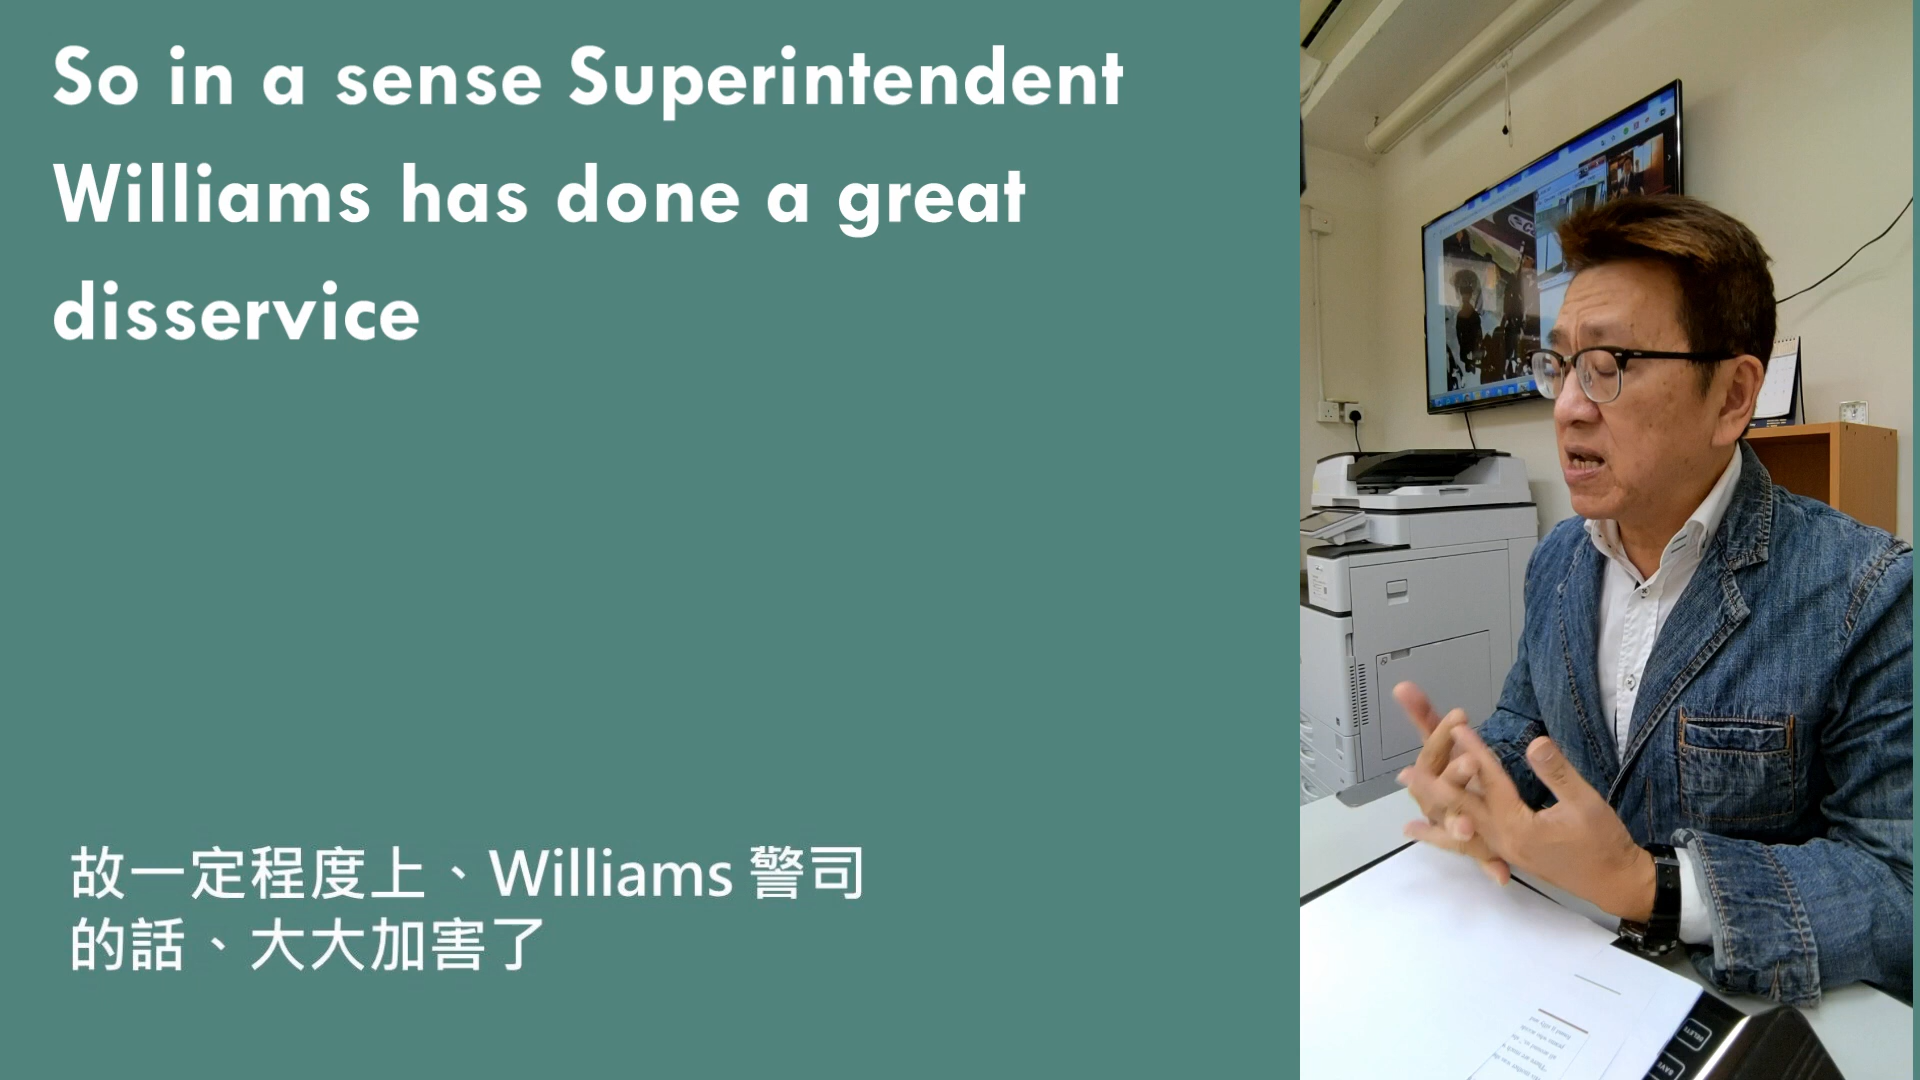 So in a sense Superintendent
Williams has done a great
disservice
故一定程度上、Williams 警司
的話、大大加害了